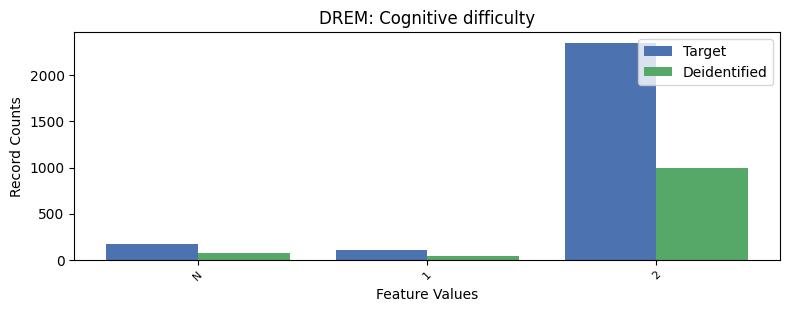 DREM: Cognitive difficulty
Target
Deidentified
2000
1500
1000
500
0
Record Counts
N
1
2
Feature Values